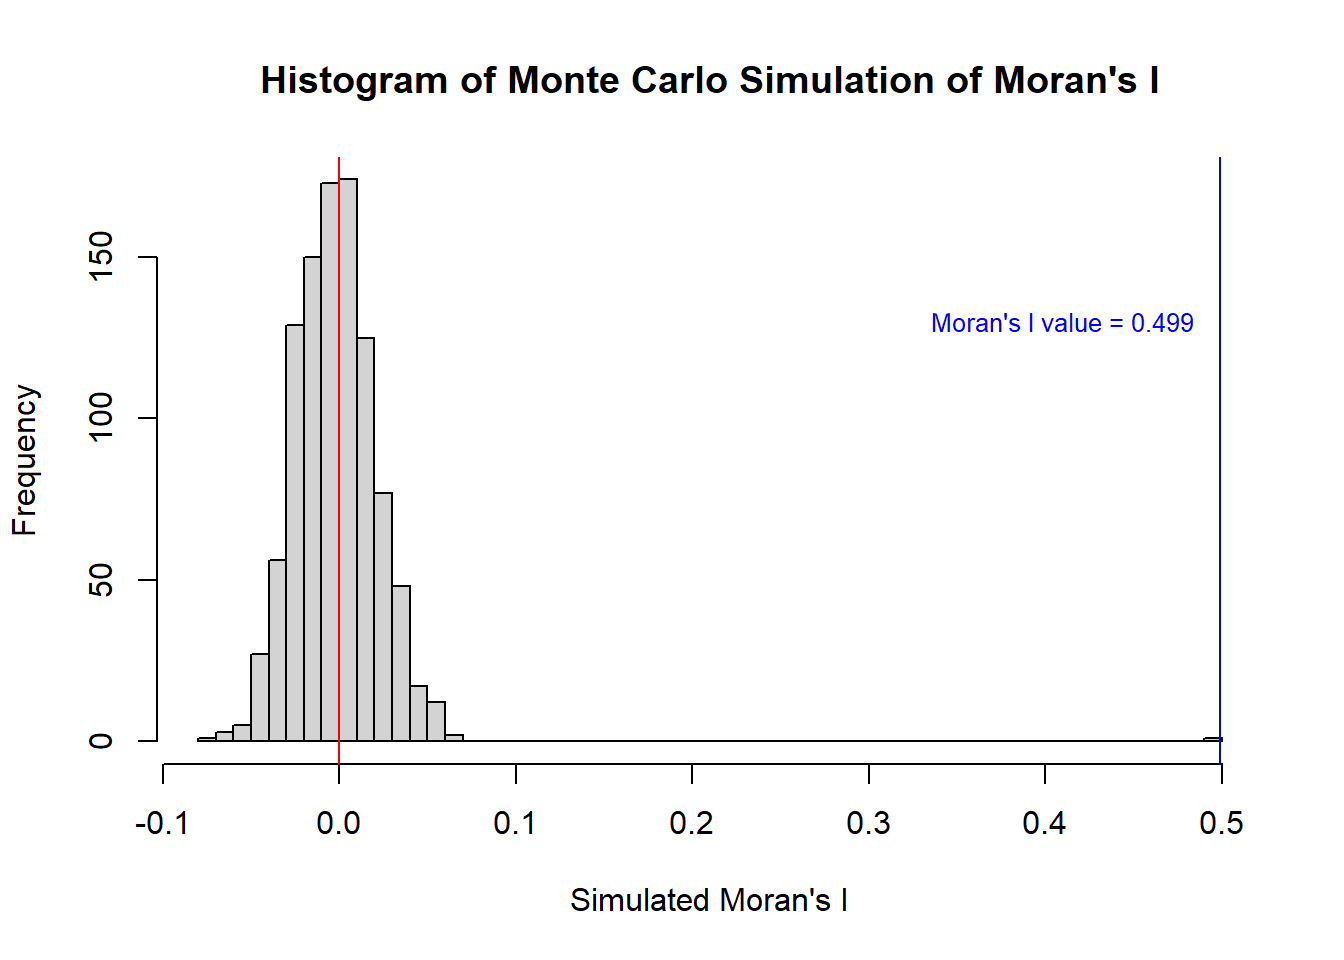 Histogram of Monte Carlo Simulation of Moran's I
Moran's I value = 0.499
Frequency
150
100
50
0
-0.1 0.0 0.1 0.2 0.3 0.4 0.5
Simulated Moran's I